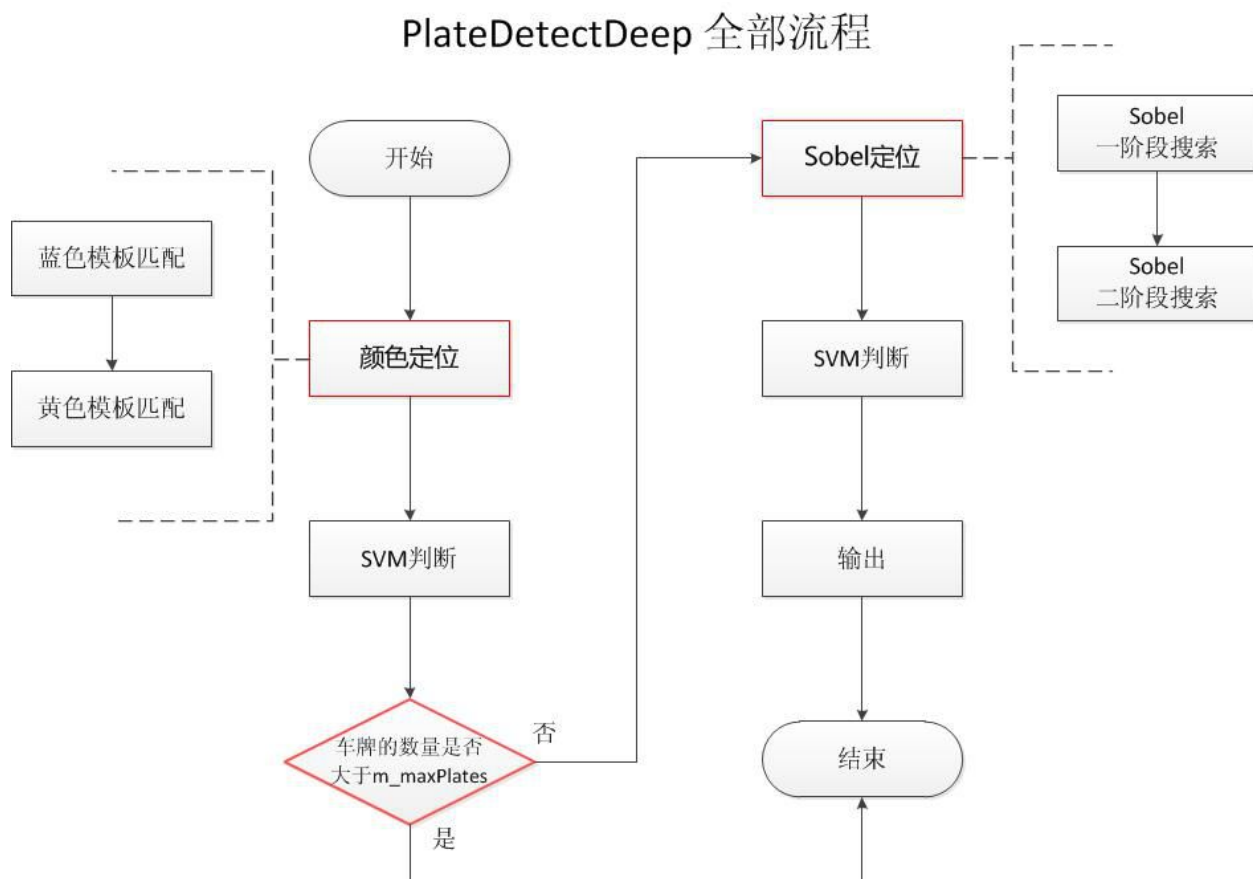 PlateDetectDeep 全部流程
开始
蓝色模板匹配
黄色模板匹配
颜色定位
SVM判断
车牌的数量是否
大于m_maxPlates
否
是
Sobel定位
Sobel
一阶段搜索
Sobel
二阶段搜索
SVM判断
输出
结束